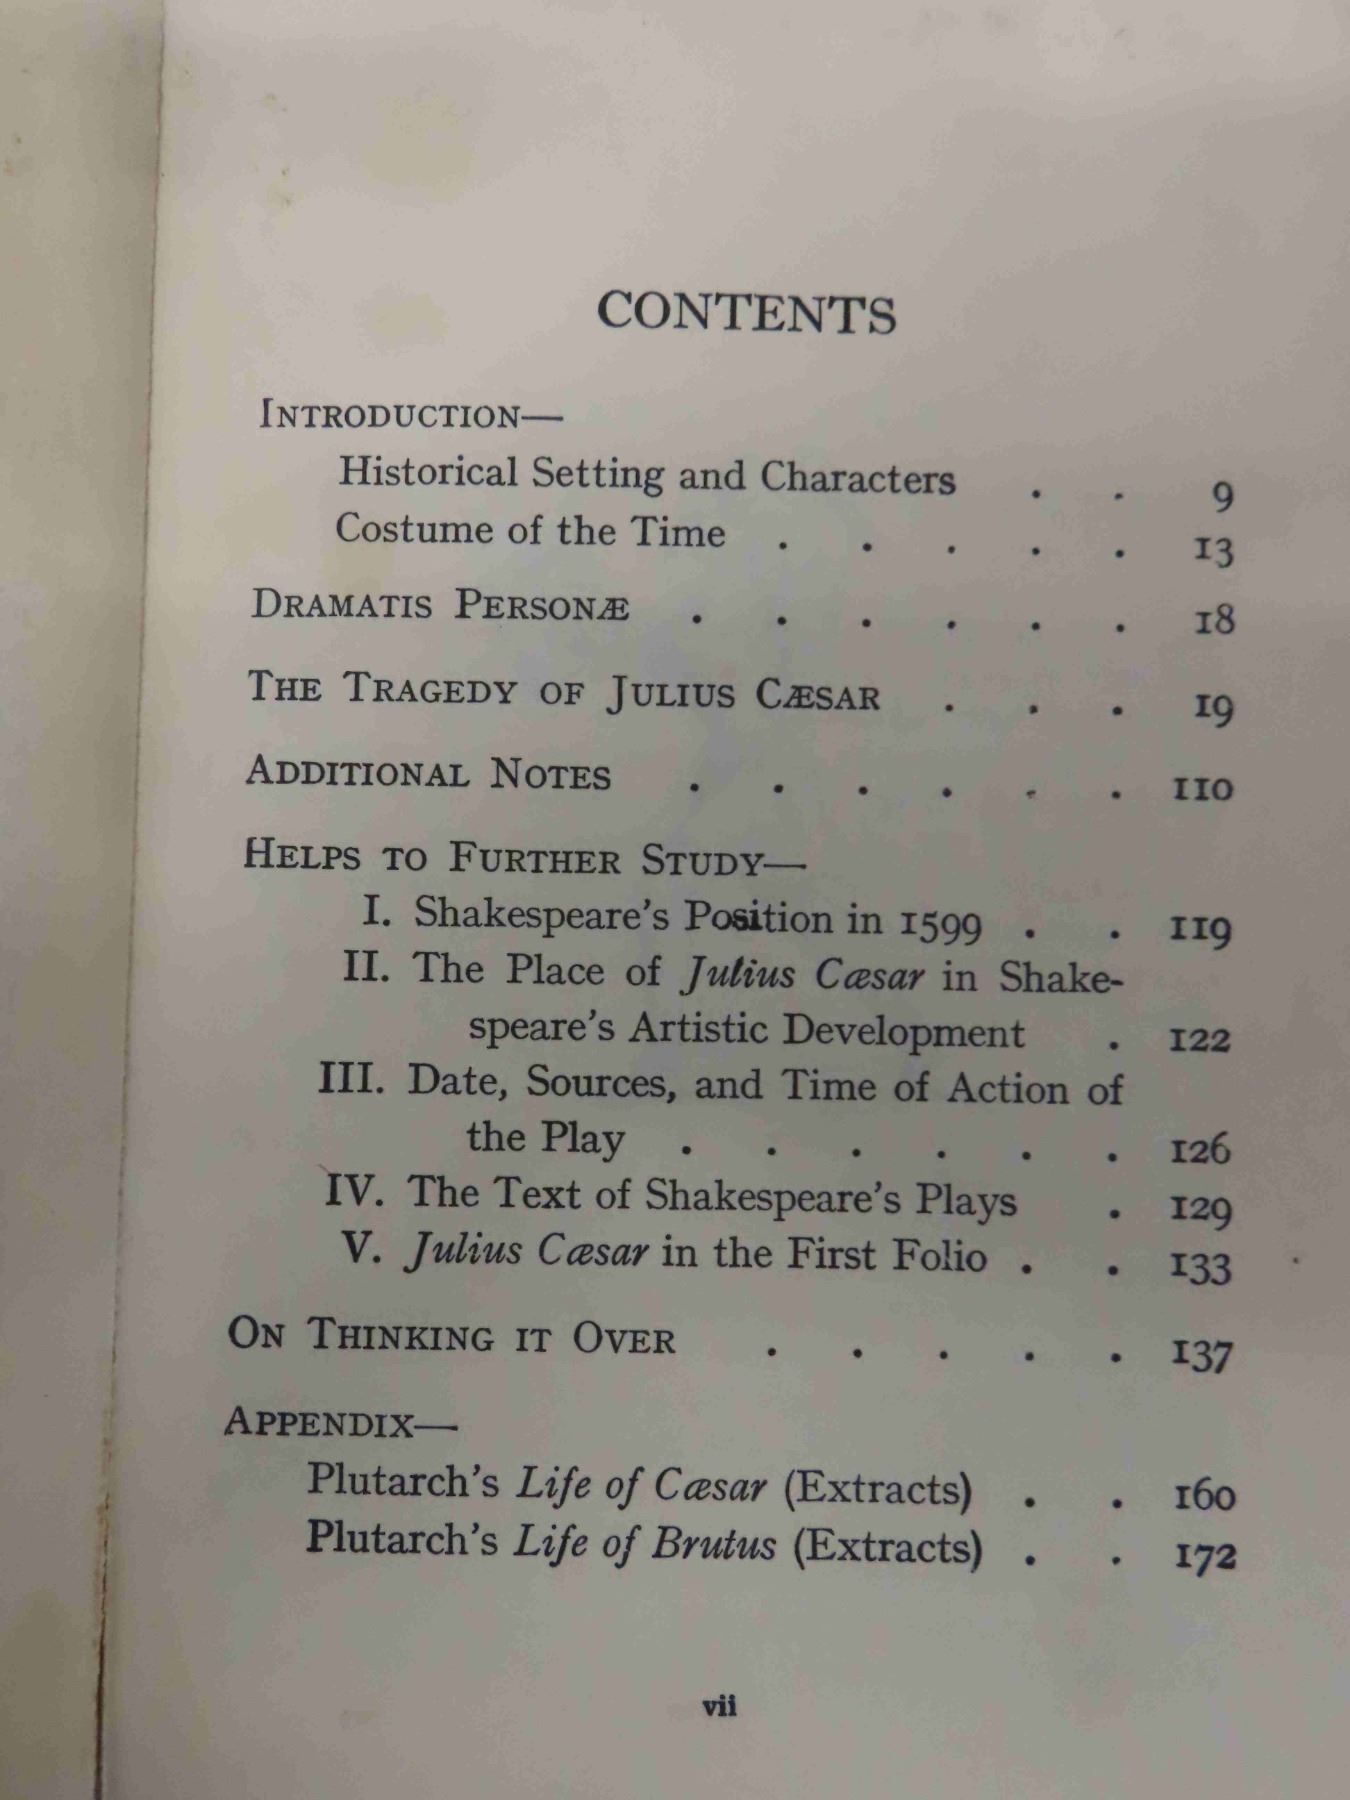 CONTENTS
INTRODUCTION—
Historical Setting and Characters . . 9
Costume of the Time . . . . . 13
DRAMATIS PERSONÆ . . . . . . 18
THE TRAGEDY OF JULIUS CÆSAR . . . 19
ADDITIONAL NOTES . . . . . . 110
HELPS TO FURTHER STUDY—
I. Shakespeare's Position in 1599 . . 119
II. The Place of Julius Cæsar in Shake-
speare's Artistic Development . 122
III. Date, Sources, and Time of Action of
the Play . . . . . . 126
IV. The Text of Shakespeare's Plays . 129
V. Julius Cæsar in the First Folio . . 133
ON THINKING IT OVER . . . . . 137
APPENDIX—
Plutarch's Life of Cæsar (Extracts) . . 160
Plutarch's Life of Brutus (Extracts) . . 172
vii